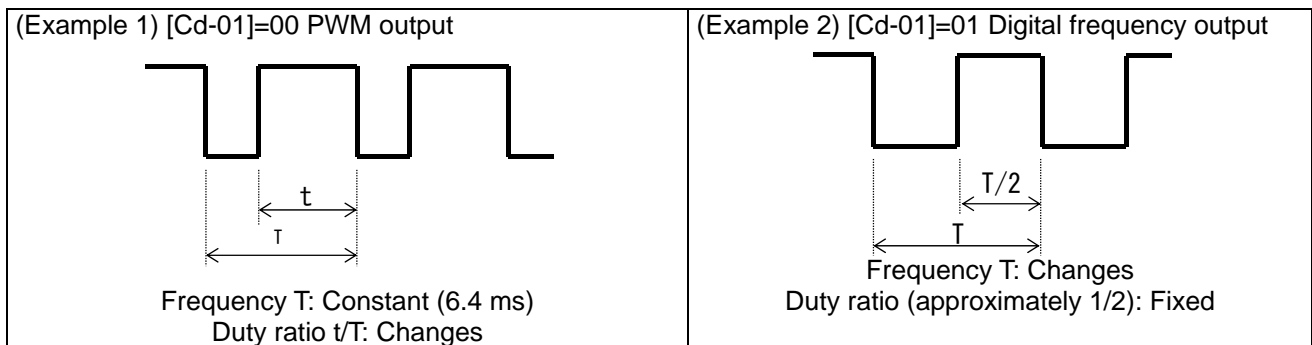 (Example 1) [Cd-01]=00 PWM output
t
T
Frequency T: Constant (6.4 ms)
Duty ratio t/T: Changes
(Example 2) [Cd-01]=01 Digital frequency output
T/2
T
Frequency T: Changes
Duty ratio (approximately 1/2): Fixed